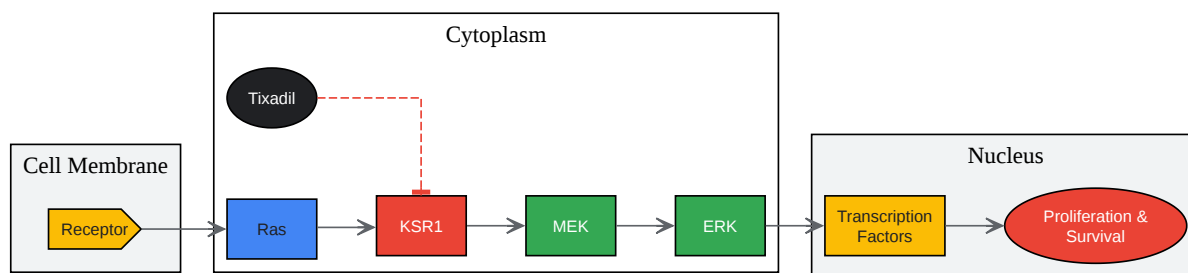 Cytoplasm
Tixadil
Cell Membrane
Nucleus
Receptor
Ras
KSR1
MEK
ERK
Transcription
Factors
Proliferation &
Survival